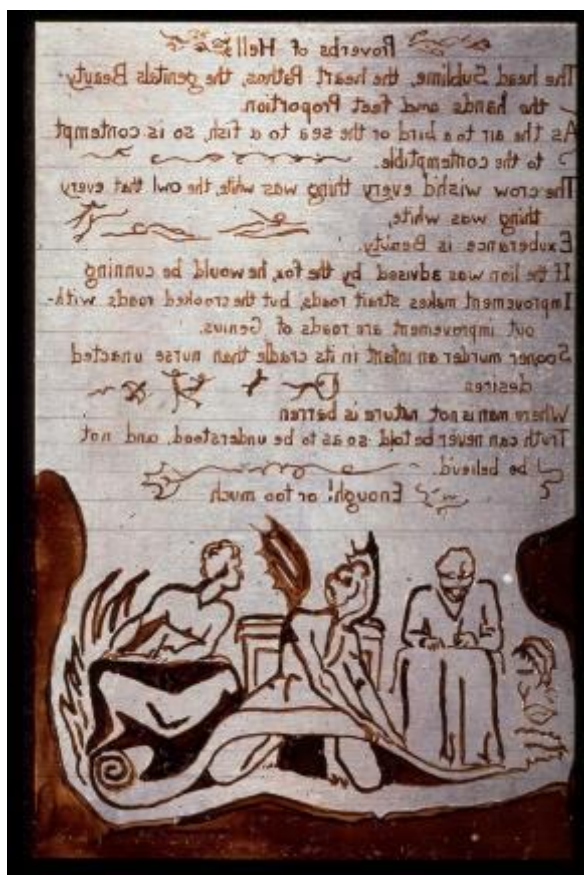 Proverbs of Hell
The head Sublime, the heart Pathos, the genitals Beauty
the hands and feet Proportion.
As the air to a bird or the sea to a fish, so is contempt
to the contemptible.
The crow wish'd every thing was white, the owl that every
thing was white,
Exuberance is Beauty.
If the lion was advised by the fox, he would be cunning
Improvement makes strait roads, but the crooked roads with-
out improvement are roads of Genius.
Sooner murder an infant in its cradle than nurse unacted
desires
Where man is not nature is barren
Truth can never be told so as to be understood, and not
be believ'd.
Enough! or too much